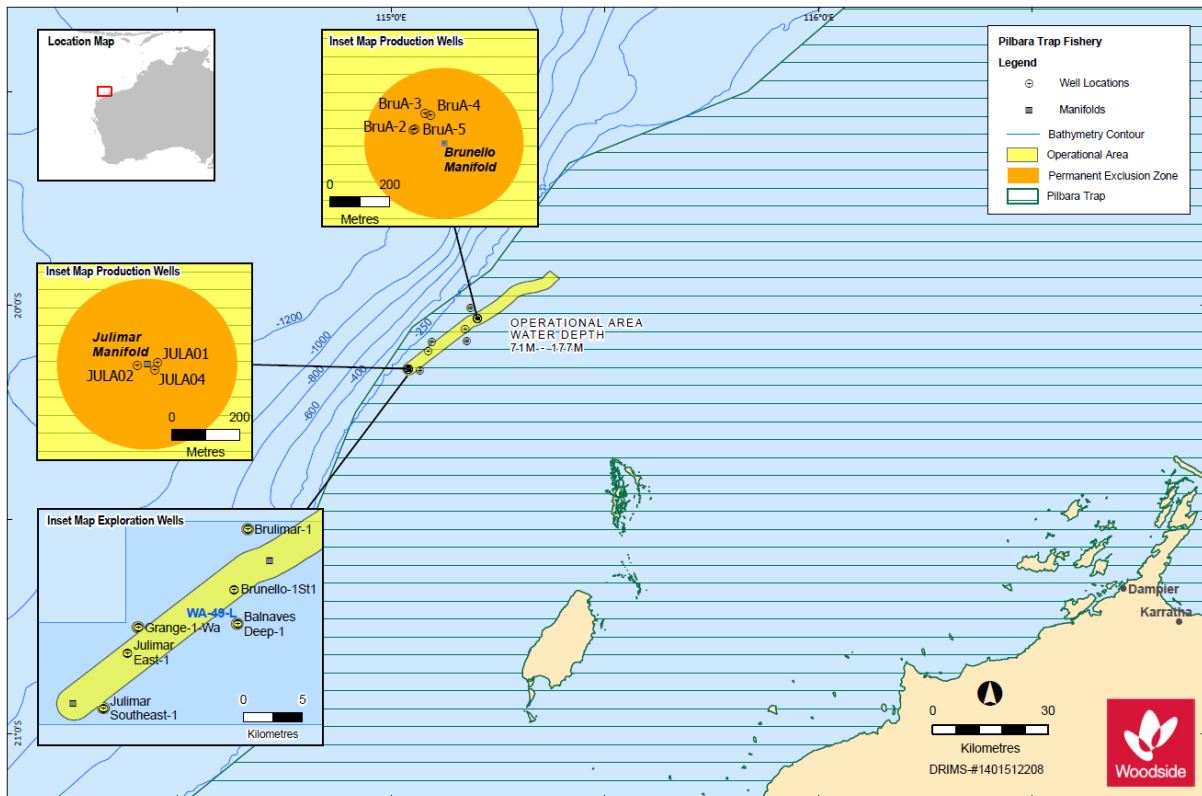 115°0'E
116°0'E
20°0'S
21°0'S
Location Map
Inset Map Production Wells
BruA-3
BruA-4
BruA-2
BruA-5
Brunello
Manifold
0
200
Metres
Pilbara Trap Fishery
Legend
Well Locations
Manifolds
Bathymetry Contour
Operational Area
Permanent Exclusion Zone
Pilbara Trap
Inset Map Production Wells
Julimar
Manifold
JULA01
JULA02
JULA04
0
200
Metres
-1200
-1000
-800
-600
-400
-250
OPERATIONAL AREA
WATER DEPTH
71M - 177M
Inset Map Exploration Wells
Brulimar-1
Brunello-1St1
WA-49-L
Balnaves
Deep-1
Grange-1-Wa
Julimar
East-1
Julimar
Southeast-1
0
5
Kilometres
Dampier
Karratha
0
30
Kilometres
DRIMS-#1401512208
Woodside